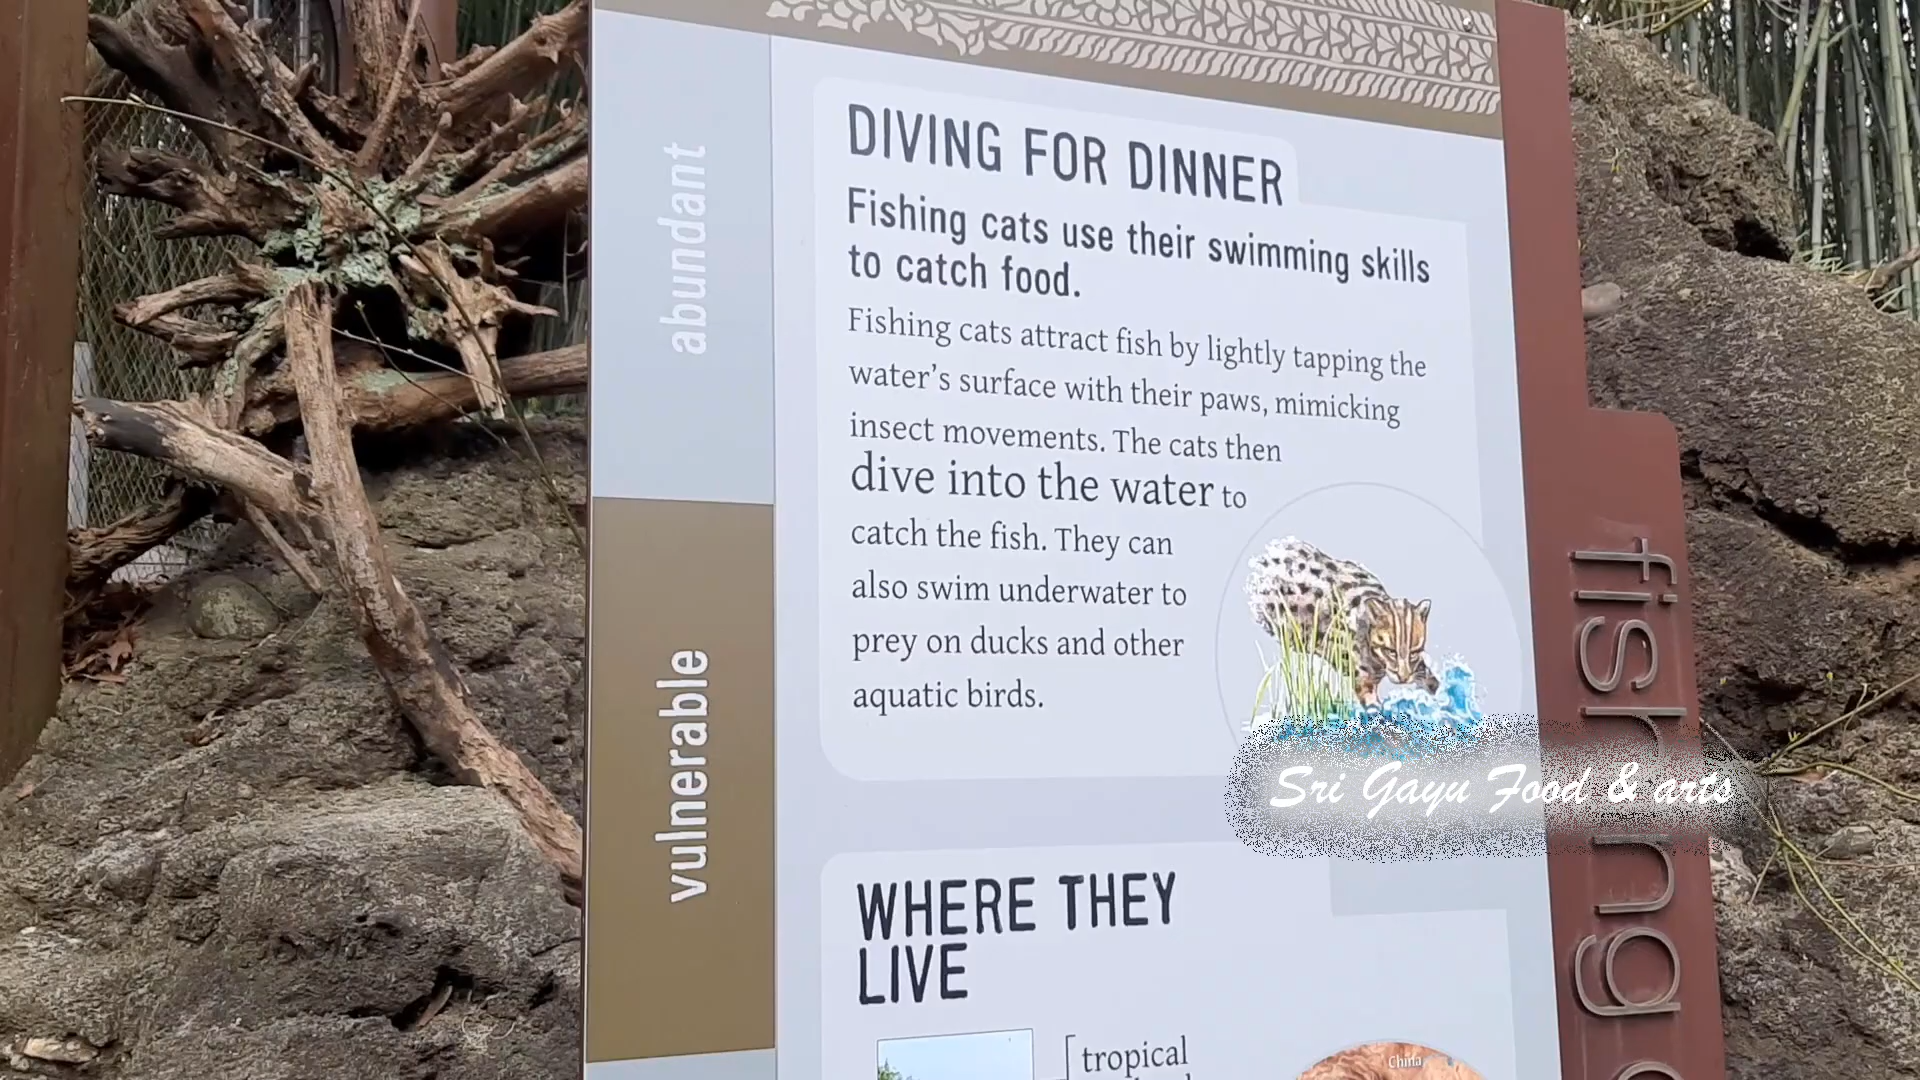 abundant
vulnerable
DIVING FOR DINNER
Fishing cats use their swimming skills
to catch food.
Fishing cats attract fish by lightly tapping the
water's surface with their paws, mimicking
insect movements. The cats then
dive into the water to
catch the fish. They can
also swim underwater to
prey on ducks and other
aquatic birds.
Sri Gayu Food & arts
WHERE THEY
LIVE
tropical
China
fishing